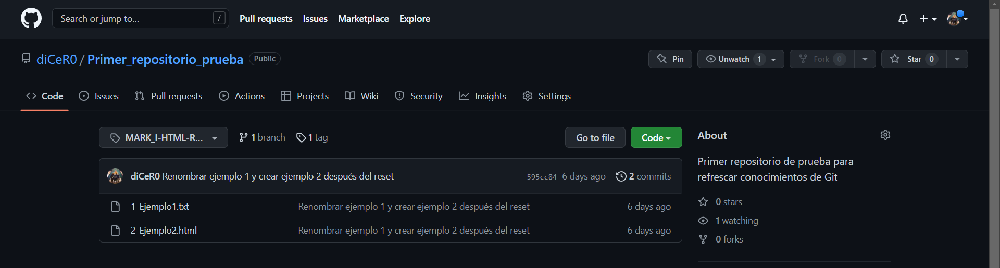 Search or jump to... / Pull requests Issues Marketplace Explore
diCeR0 / Primer_repositorio_prueba Public Pin Unwatch 1 Fork 0 Star 0
Code Issues Pull requests Actions Projects Wiki Security Insights Settings
MARK_I-HTML-R... 1 branch 1 tag Go to file Code
diCeR0 Renombrar ejemplo 1 y crear ejemplo 2 después del reset 595cc84 6 days ago 2 commits
1_Ejemplo1.txt Renombrar ejemplo 1 y crear ejemplo 2 después del reset 6 days ago
2_Ejemplo2.html Renombrar ejemplo 1 y crear ejemplo 2 después del reset 6 days ago
About
Primer repositorio de prueba para
refrescar conocimientos de Git
0 stars
1 watching
0 forks